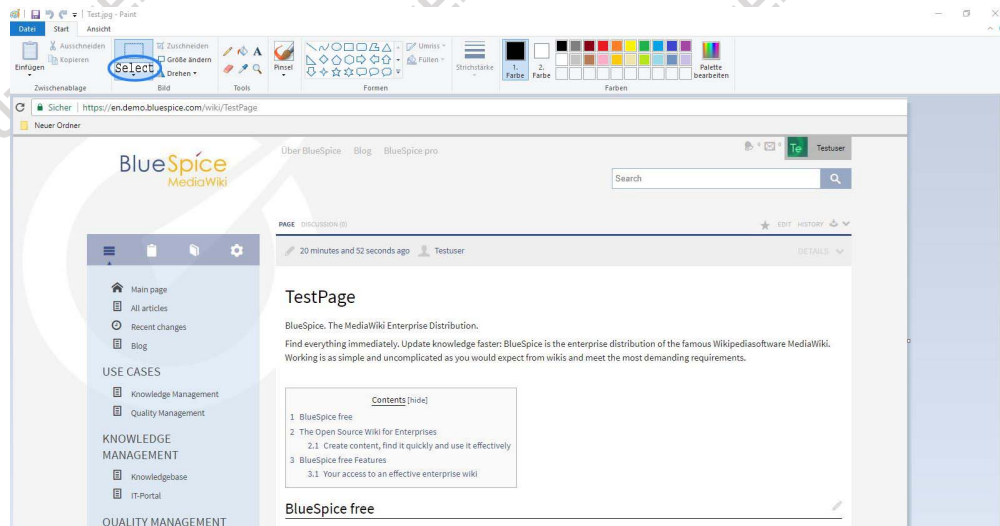 Test.jpg - Paint
Datei Start Ansicht
Einfügen
Ausschneiden
Kopieren
Zwischenablage
Select
Zuschneiden
Größe ändern
Drehen
Bild
A
Tools
Pinsel
Umriss
Füllen
Formen
Strichstärke
1. Farbe
2. Farbe
Palette bearbeiten
Farben
Sicher https://en.demo.bluespice.com/wiki/TestPage
Neuer Ordner
BlueSpice
MediaWiki
Über BlueSpice Blog BlueSpice pro
Te Testuser
Search
PAGE DISCUSSION (0)
EDIT HISTORY
20 minutes and 52 seconds ago Testuser
DETAILS
Main page
All articles
Recent changes
Blog
USE CASES
Knowledge Management
Quality Management
KNOWLEDGE
MANAGEMENT
Knowledgebase
IT-Portal
QUALITY MANAGEMENT
TestPage
BlueSpice. The MediaWiki Enterprise Distribution.
Find everything immediately. Update knowledge faster: BlueSpice is the enterprise distribution of the famous Wikipediasoftware MediaWiki.
Working is as simple and uncomplicated as you would expect from wikis and meet the most demanding requirements.
Contents [hide]
1 BlueSpice free
2 The Open Source Wiki for Enterprises
2.1 Create content, find it quickly and use it effectively
3 BlueSpice free Features
3.1 Your access to an effective enterprise wiki
BlueSpice free